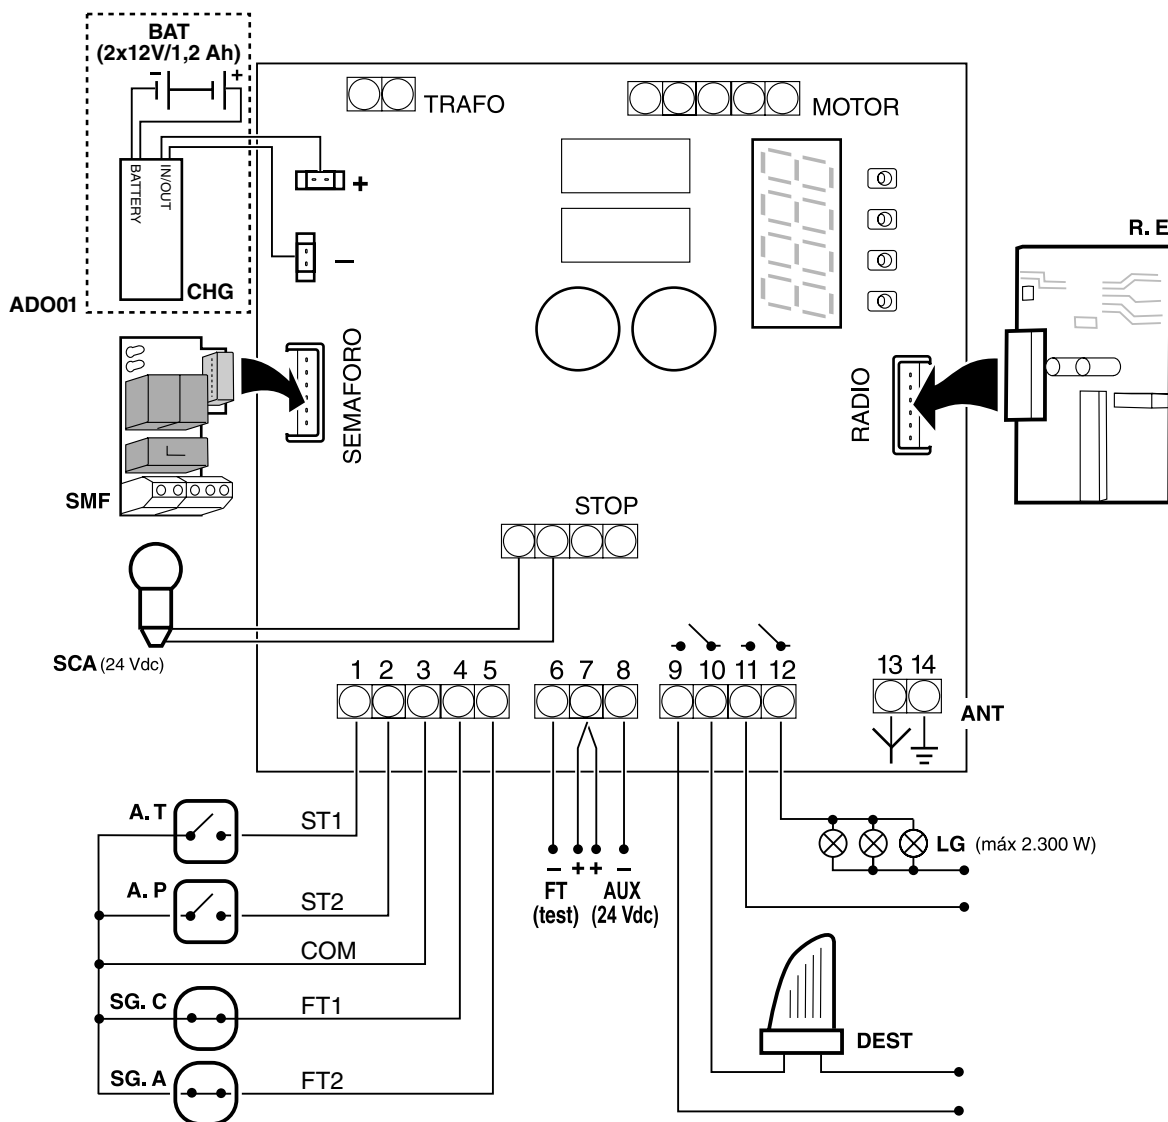 BAT
(2x12V/1,2 Ah)
− +
BATTERY
IN/OUT
CHG
ADO01
TRAFO
MOTOR
+
−
R. E
SEMAFORO
RADIO
SMF
STOP
SCA (24 Vdc)
1 2 3 4 5 6 7 8 9 10 11 12 13 14
ANT
A. T
ST1
A. P
ST2
COM
SG. C
FT1
SG. A
FT2
− + + −
FT AUX
(test) (24 Vdc)
LG (máx 2.300 W)
DEST